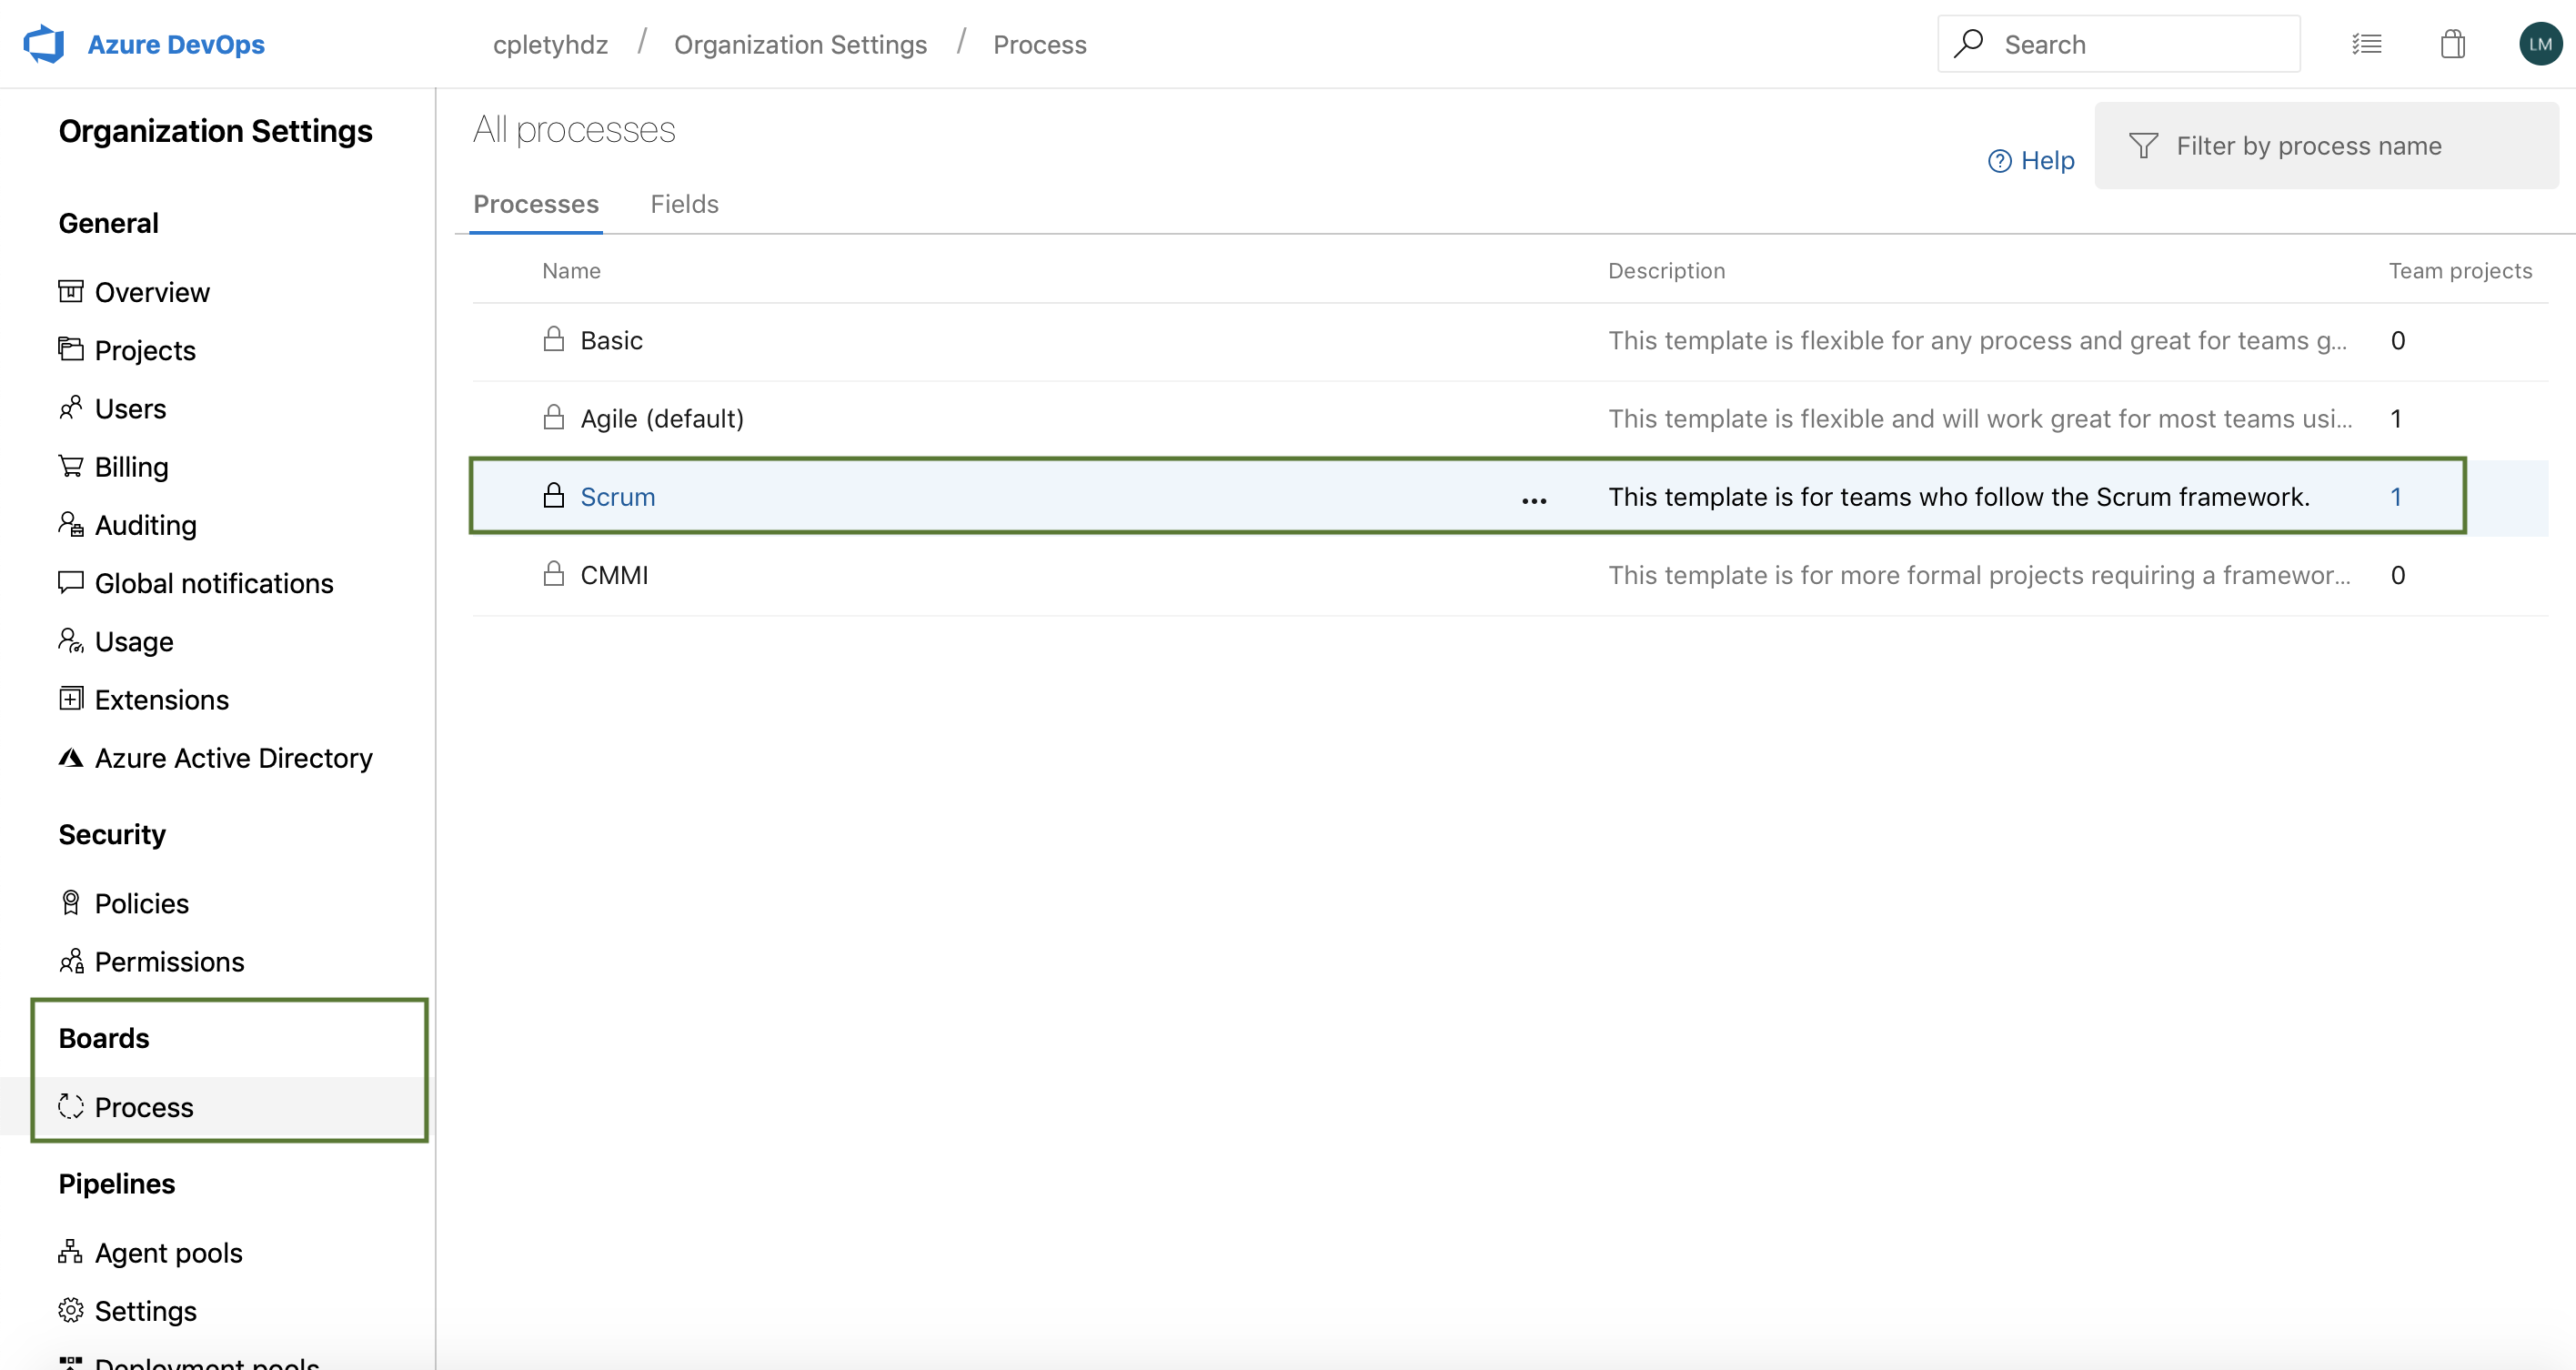 Azure DevOps
cpletyhdz / Organization Settings / Process
Search
LM
Organization Settings
General
Overview
Projects
Users
Billing
Auditing
Global notifications
Usage
Extensions
Azure Active Directory
Security
Policies
Permissions
Boards
Process
Pipelines
Agent pools
Settings
Deployment pools
All processes
Help
Filter by process name
Processes Fields
Name Description Team projects
Basic This template is flexible for any process and great for teams g... 0
Agile (default) This template is flexible and will work great for most teams usi... 1
Scrum ... This template is for teams who follow the Scrum framework. 1
CMMI This template is for more formal projects requiring a framewor... 0